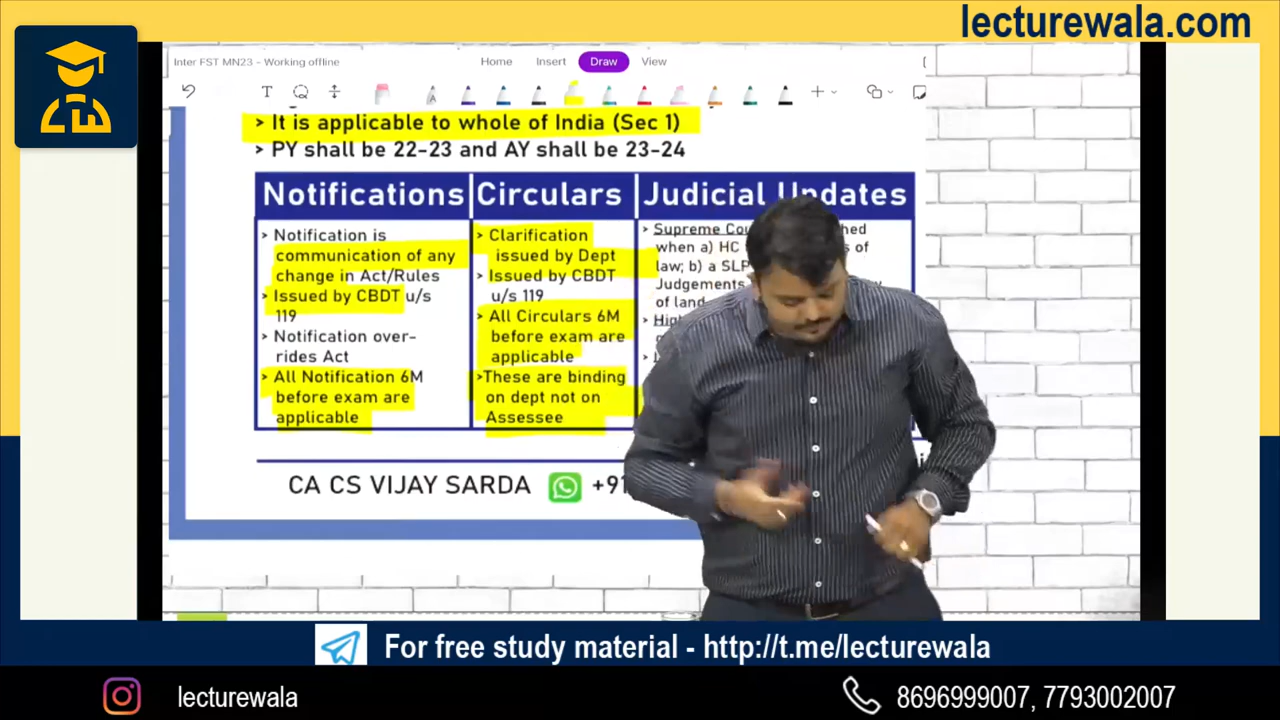 lecturewala.com
Inter FST MN23 - Working offline
Home Insert Draw View
> It is applicable to whole of India (Sec 1)
> PY shall be 22-23 and AY shall be 23-24
Notifications
> Notification is
communication of any
change in Act/Rules
> Issued by CBDT u/s
119
> Notification over-
rides Act
> All Notification 6M
before exam are
applicable
Circulars
> Clarification
issued by Dept
> Issued by CBDT
u/s 119
> All Circulars 6M
before exam are
applicable
>These are binding
on dept not on
Assessee
Judicial Updates
> Supreme
when a) HC of
law; b) a SLP
Judgements
of land
CA CS VIJAY SARDA +91
For free study material - http://t.me/lecturewala
lecturewala
8696999007, 7793002007